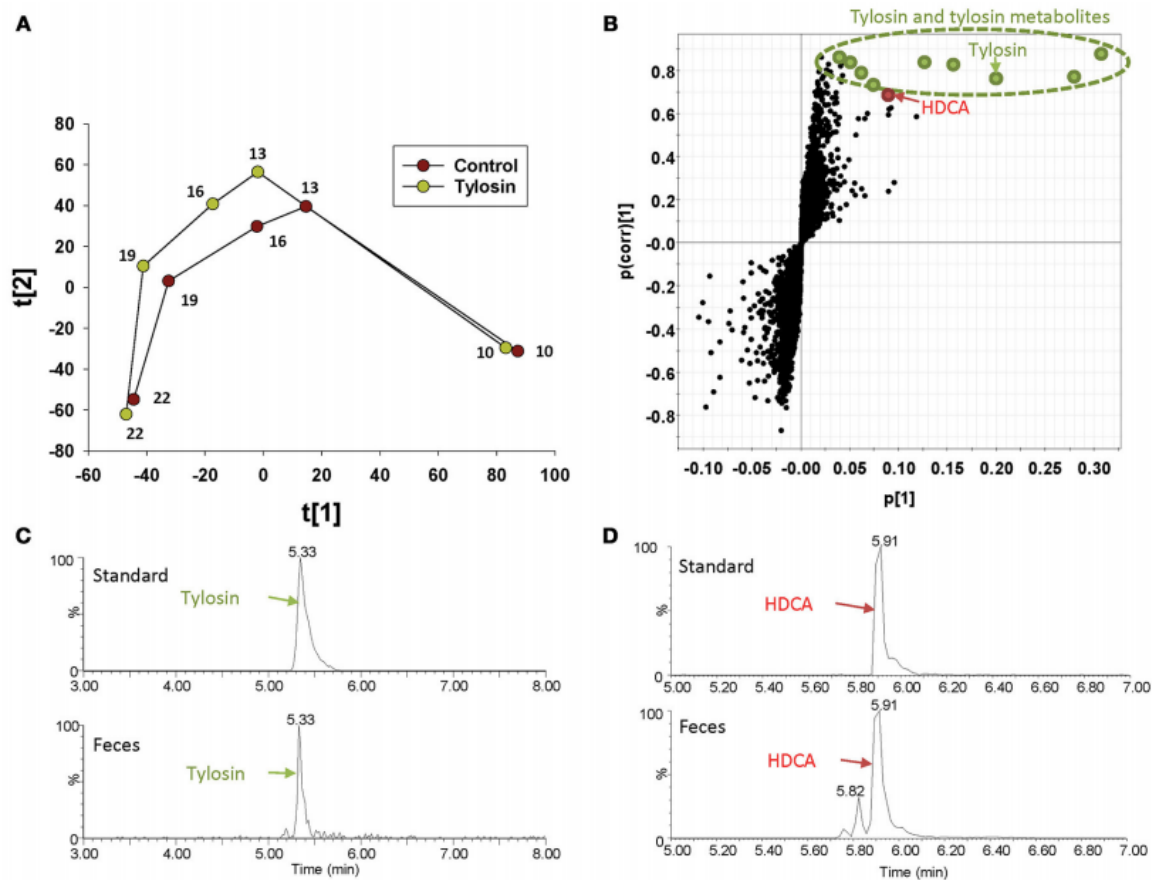 A
80
60
40
20
0
-20
-40
-60
-80
-60 -40 -20 0 20 40 60 80 100
t[2]
t[1]
13
16
13
16
19
19
22
22
10
10
Control
Tylosin
B
Tylosin and tylosin metabolites
Tylosin
HDCA
0.8
0.6
0.4
0.2
-0.0
-0.2
-0.4
-0.6
-0.8
p(corr)[1]
-0.10 -0.05 -0.00 0.05 0.10 0.15 0.20 0.25 0.30
p[1]
C
Standard
100
%
0
5.33
Tylosin
3.00 4.00 5.00 6.00 7.00 8.00
Feces
100
%
0
5.33
Tylosin
3.00 4.00 5.00 6.00 7.00 8.00
Time (min)
D
Standard
100
%
0
5.91
HDCA
5.00 5.20 5.40 5.60 5.80 6.00 6.20 6.40 6.60 6.80 7.00
Feces
100
%
0
5.91
HDCA
5.82
5.00 5.20 5.40 5.60 5.80 6.00 6.20 6.40 6.60 6.80 7.00
Time (min)